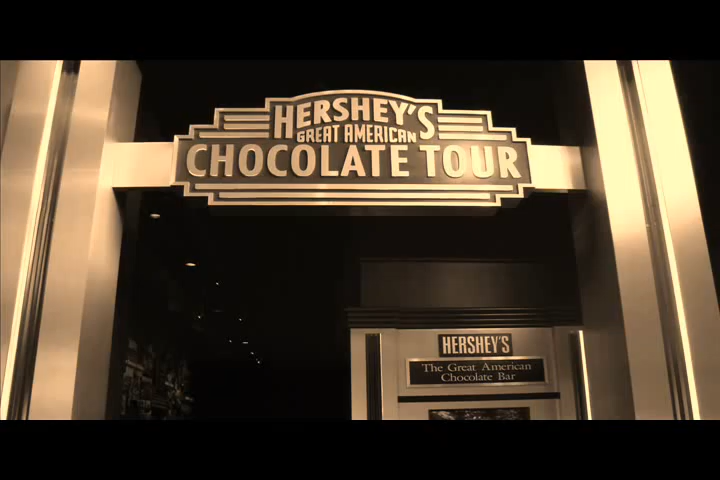 HERSHEY'S
GREAT AMERICAN
CHOCOLATE TOUR
HERSHEY'S
The Great American
Chocolate Bar